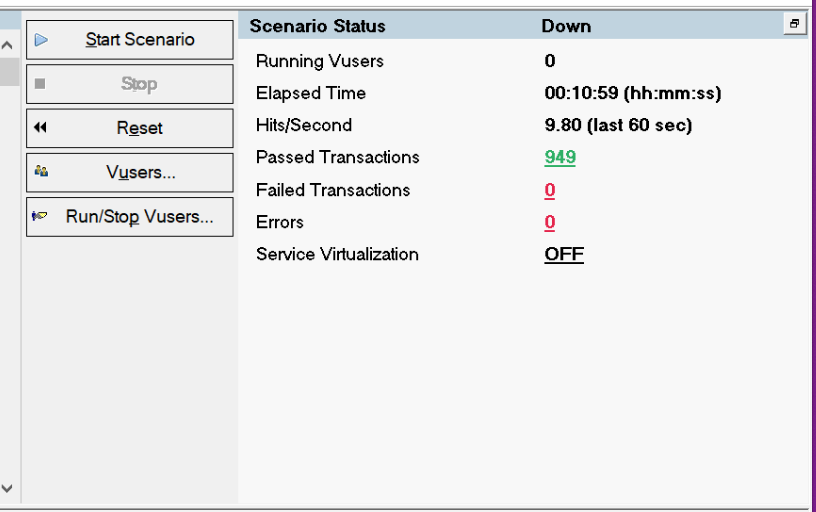 Start Scenario
Stop
Reset
Vusers...
Run/Stop Vusers...
Scenario Status Down
Running Vusers 0
Elapsed Time 00:10:59 (hh:mm:ss)
Hits/Second 9.80 (last 60 sec)
Passed Transactions 949
Failed Transactions 0
Errors 0
Service Virtualization OFF